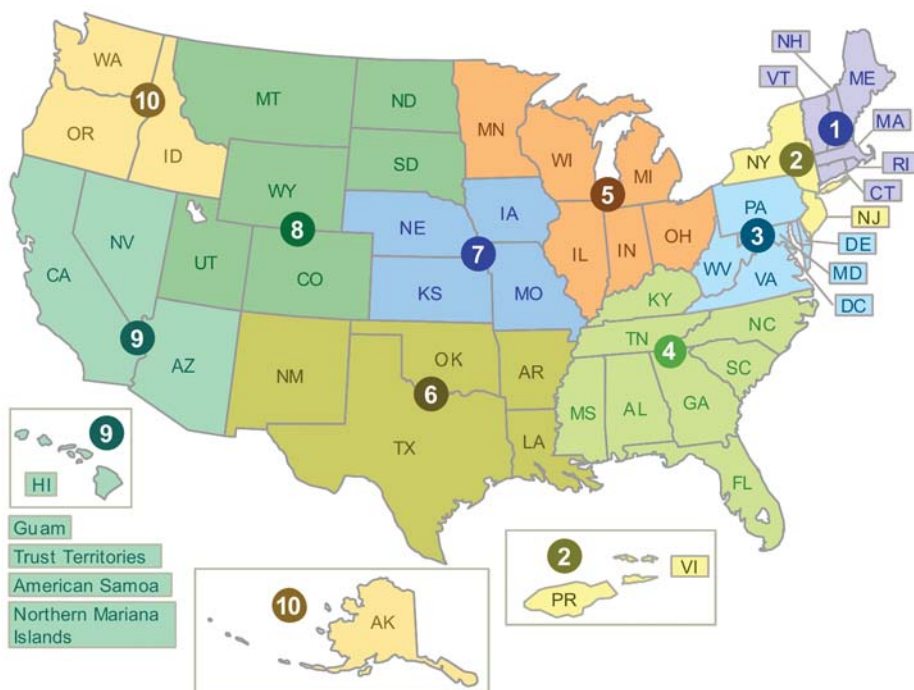 NH
WA
VT
ME
10
MT
ND
MN
1
MA
OR
ID
WI
NY
2
RI
SD
MI
CT
WY
5
PA
NJ
8
NE
IA
3
DE
NV
7
IL
IN
OH
WV
MD
CA
UT
CO
KS
MO
VA
DC
KY
9
TN
4
NC
AZ
NM
OK
AR
SC
6
MS
AL
GA
TX
LA
9
HI
FL
Guam
Trust Territories
American Samoa
Northern Mariana
Islands
10
AK
2
VI
PR